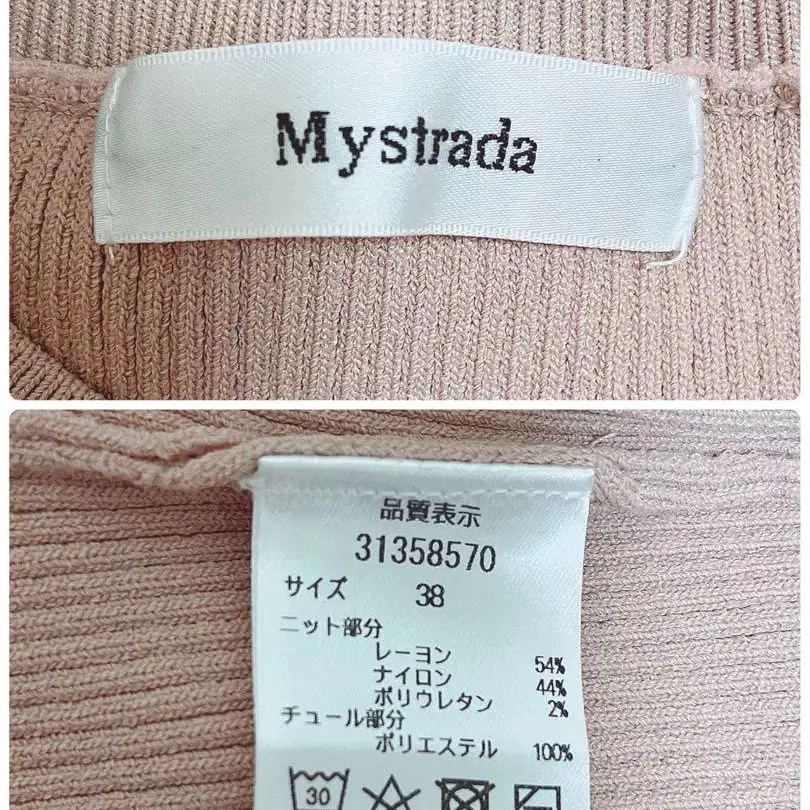 Mystrada
品質表示
31358570
サイズ 38
ニット部分
レーヨン 54%
ナイロン 44%
ポリウレタン 2%
チュール部分
ポリエステル 100%
30